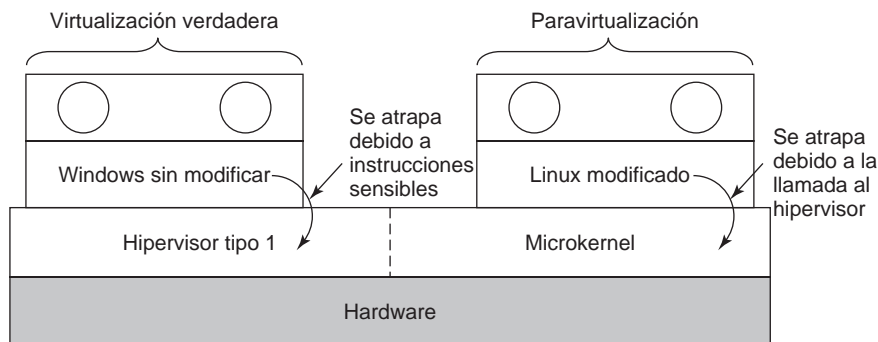 Virtualización verdadera
Paravirtualización
Se atrapa
debido a
instrucciones
sensibles
Se atrapa
debido a la
llamada al
hipervisor
Windows sin modificar
Linux modificado
Hipervisor tipo 1
Microkernel
Hardware